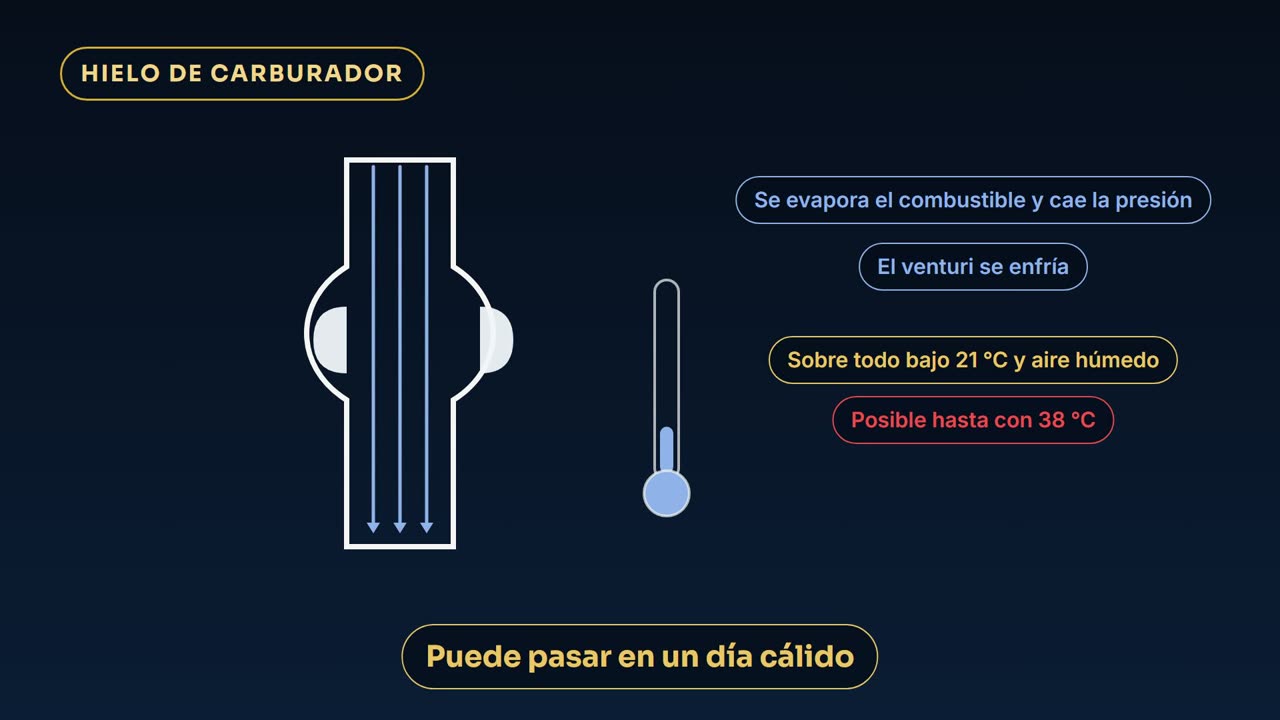 HIELO DE CARBURADOR
Se evapora el combustible y cae la presión
El venturi se enfría
Sobre todo bajo 21 °C y aire húmedo
Posible hasta con 38 °C
Puede pasar en un día cálido